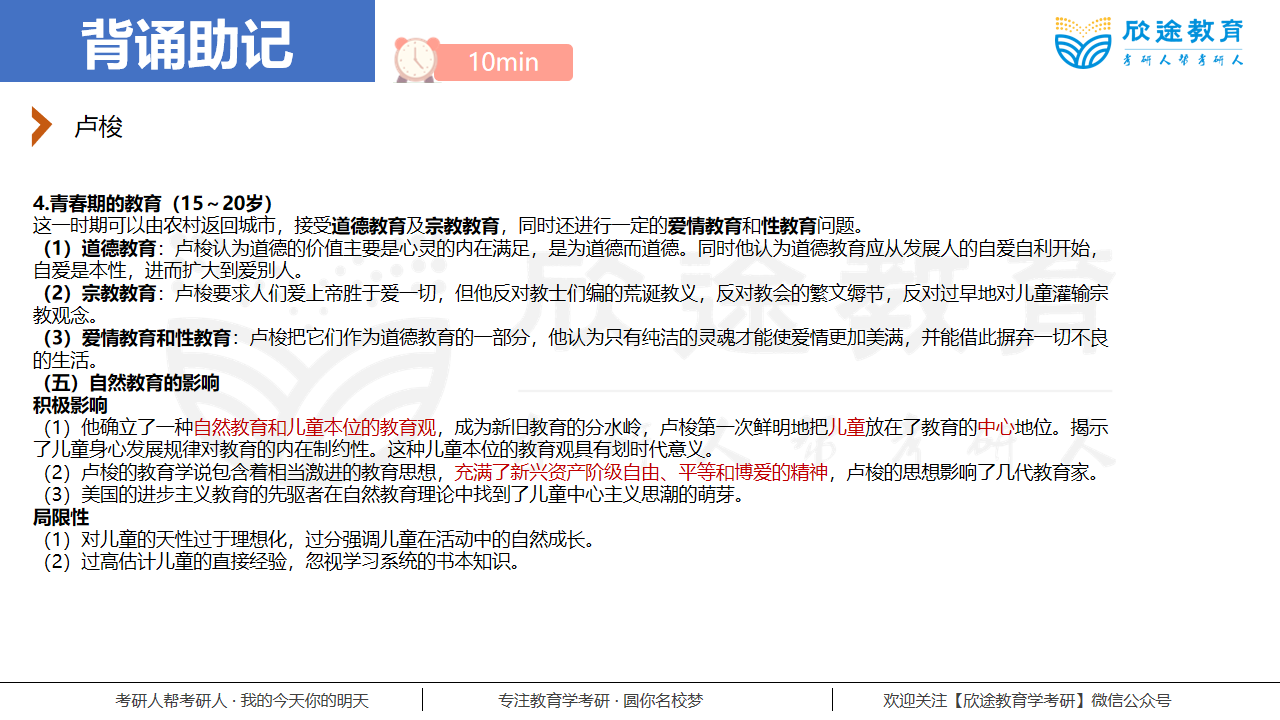 背诵助记
10min
欣途教育
考研人帮考研人
卢梭
4.青春期的教育（15～20岁）
这一时期可以由农村返回城市，接受道德教育及宗教教育，同时还进行一定的爱情教育和性教育问题。
（1）道德教育：卢梭认为道德的价值主要是心灵的内在满足，是为道德而道德。同时他认为道德教育应从发展人的自爱自利开始，
自爱是本性，进而扩大到爱别人。
（2）宗教教育：卢梭要求人们爱上帝胜于爱一切，但他反对教士们编的荒诞教义，反对教会的繁文缛节，反对过早地对儿童灌输宗
教观念。
（3）爱情教育和性教育：卢梭把它们作为道德教育的一部分，他认为只有纯洁的灵魂才能使爱情更加美满，并能借此摒弃一切不良
的生活。
（五）自然教育的影响
积极影响
（1）他确立了一种自然教育和儿童本位的教育观，成为新旧教育的分水岭，卢梭第一次鲜明地把儿童放在了教育的中心地位。揭示
了儿童身心发展规律对教育的内在制约性。这种儿童本位的教育观具有划时代意义。
（2）卢梭的教育学说包含着相当激进的教育思想，充满了新兴资产阶级自由、平等和博爱的精神，卢梭的思想影响了几代教育家。
（3）美国的进步主义教育的先驱者在自然教育理论中找到了儿童中心主义思潮的萌芽。
局限性
（1）对儿童的天性过于理想化，过分强调儿童在活动中的自然成长。
（2）过高估计儿童的直接经验，忽视学习系统的书本知识。
考研人帮考研人 · 我的今天你的明天
专注教育学考研 · 圆你名校梦
欢迎关注【欣途教育学考研】微信公众号